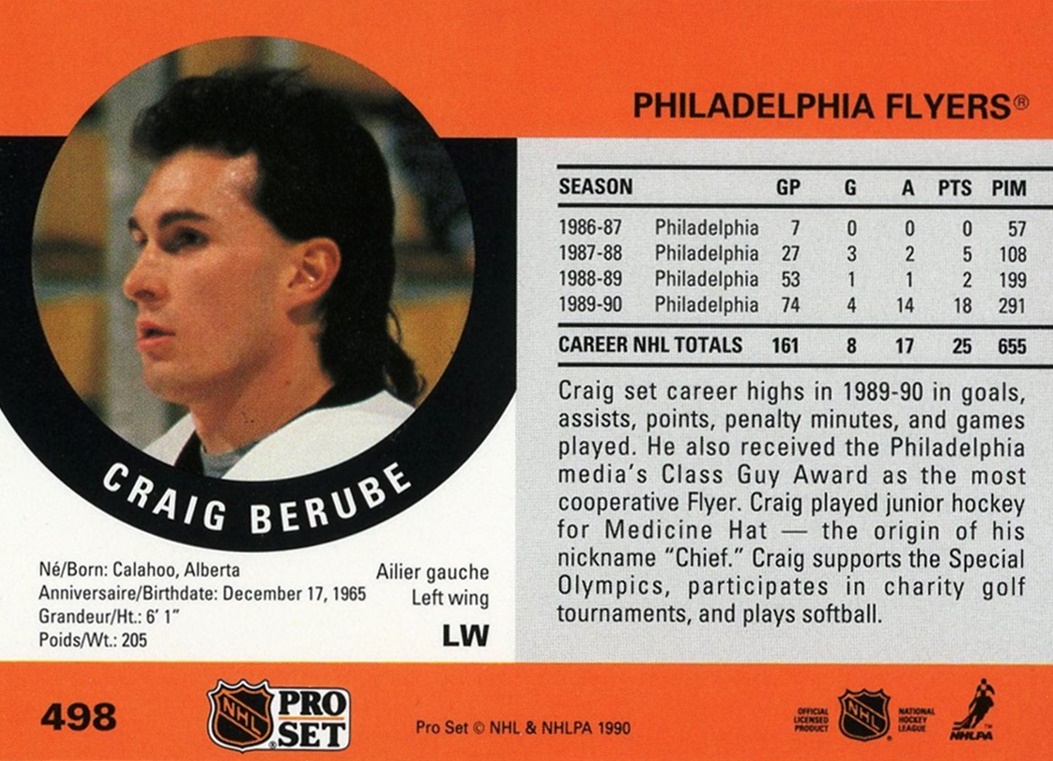 PHILADELPHIA FLYERS®
SEASON GP G A PTS PIM
1986-87 Philadelphia 7 0 0 0 57
1987-88 Philadelphia 27 3 2 5 108
1988-89 Philadelphia 53 1 1 2 199
1989-90 Philadelphia 74 4 14 18 291
CAREER NHL TOTALS 161 8 17 25 655
Craig set career highs in 1989-90 in goals,
assists, points, penalty minutes, and games
played. He also received the Philadelphia
media's Class Guy Award as the most
cooperative Flyer. Craig played junior hockey
for Medicine Hat — the origin of his
nickname “Chief.” Craig supports the Special
Olympics, participates in charity golf
tournaments, and plays softball.
CRAIG BERUBE
Né/Born: Calahoo, Alberta
Anniversaire/Birthdate: December 17, 1965
Grandeur/Ht.: 6' 1"
Poids/Wt.: 205
Ailier gauche
Left wing
LW
498
NHL
PRO
SET
®
Pro Set © NHL & NHLPA 1990
OFFICIAL
LICENSED
PRODUCT
NHL
®
NATIONAL
HOCKEY
LEAGUE
TM
NHLPA